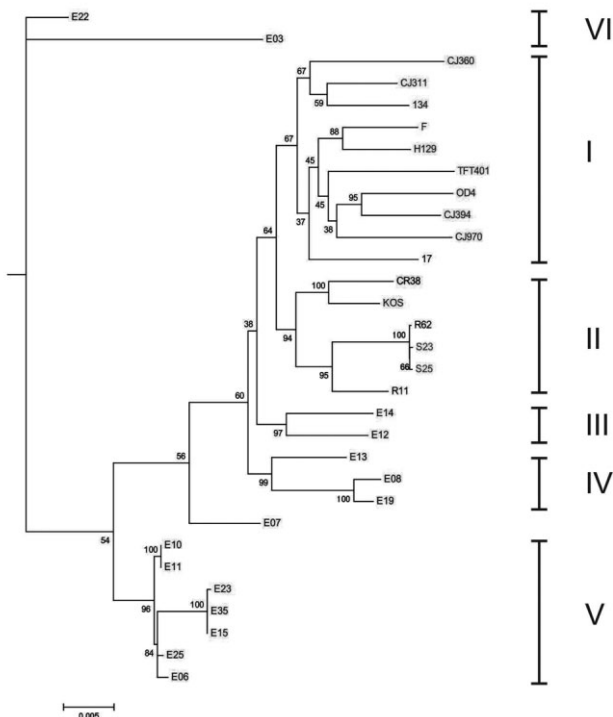 E22
VI
E03
CJ360
67
CJ311
59
134
F
88
67
I
H129
45
TFT401
OD4
95
45
CJ394
38
37
CJ970
64
17
CR38
100
KOS
R62
38
94
100
S23
II
66
S25
95
R11
60
E14
III
97
E12
E13
56
99
E08
IV
100
E19
E07
54
E10
100
E11
E23
96
100
E35
V
E15
84
E25
E06
0.005